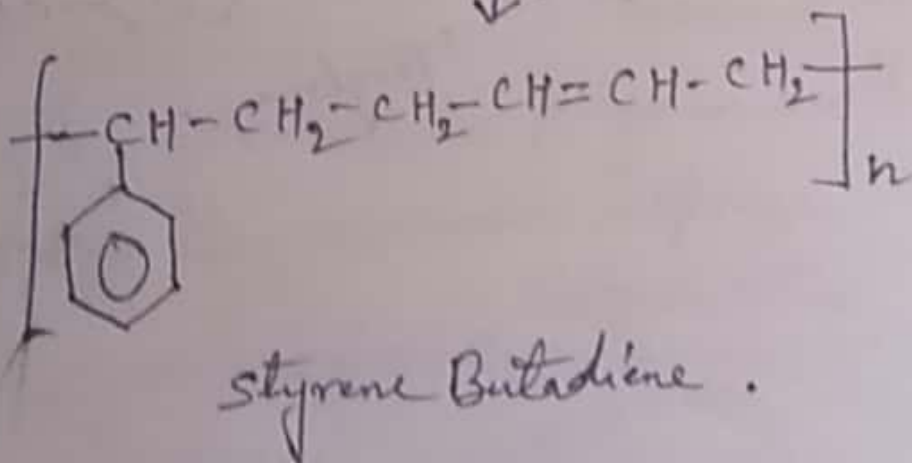 CH-CH₂-CH₂-CH=CH-CH₂
n
styrene Butadiene.